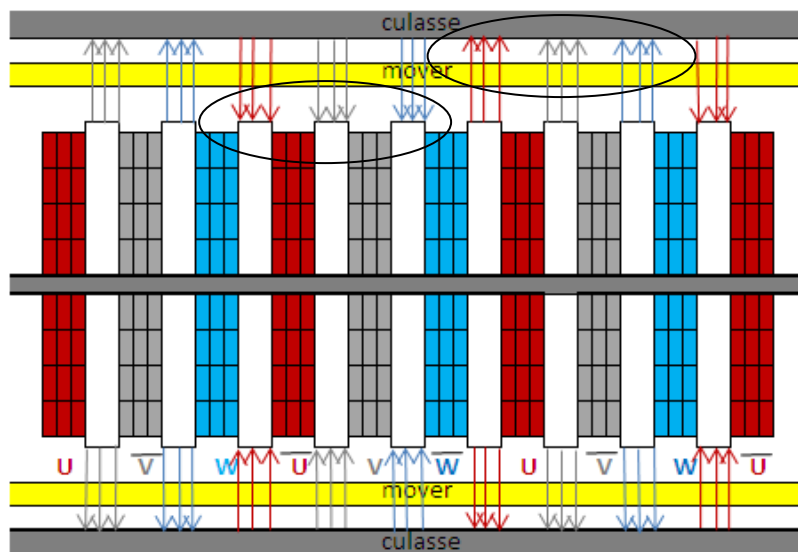 culasse
mover
U V̅ W U̅ V W̅ U V̅ W U̅
mover
culasse